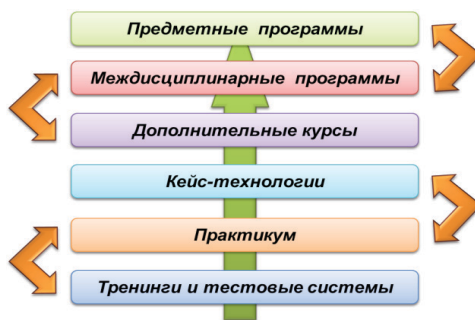 Предметные программы
Междисциплинарные программы
Дополнительные курсы
Кейс-технологии
Практикум
Тренинги и тестовые системы